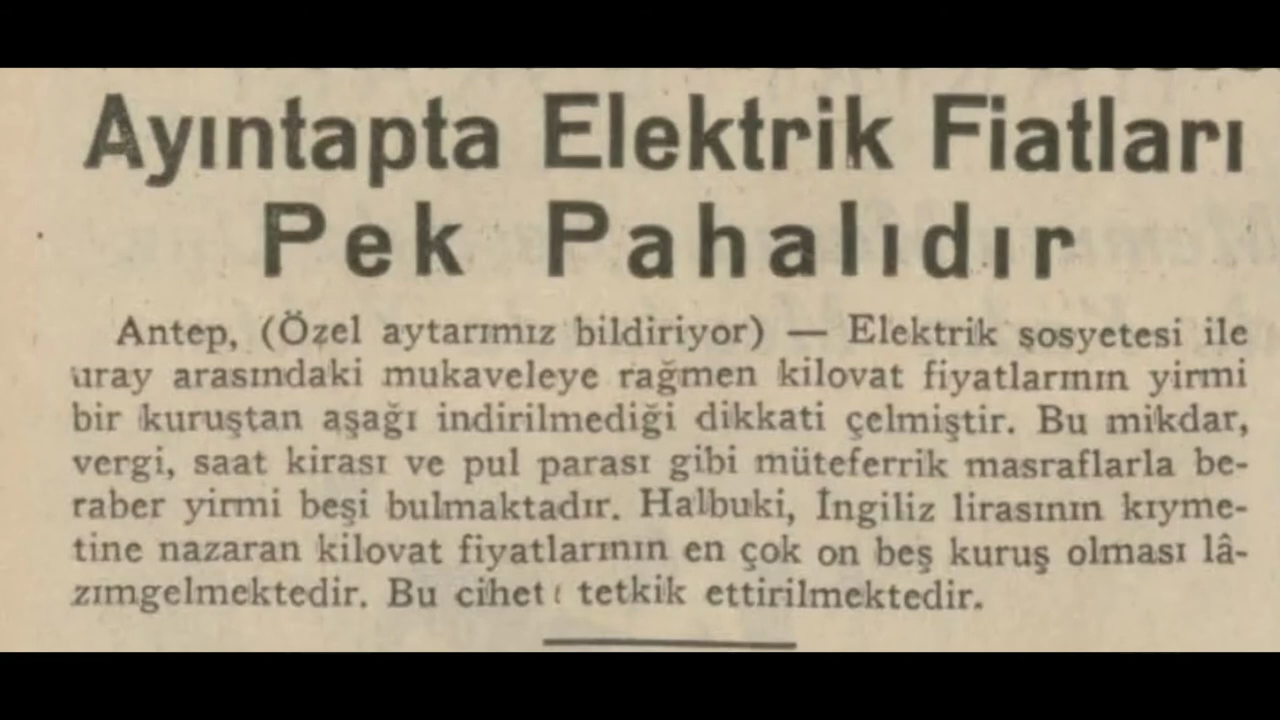 Ayıntapta Elektrik Fiatları
Pek Pahalıdır
Antep, (Özel aytarımız bildiriyor) — Elektrik sosyetesi ile
uray arasındaki mukaveleye rağmen kilovat fiyatlarının yirmi
bir kuruştan aşağı indirilmediği dikkati çelmiştir. Bu mikdar,
vergi, saat kirası ve pul parası gibi müteferrik masraflarla be-
raber yirmi beşi bulmaktadır. Halbuki, İngiliz lirasının kıyme-
tine nazaran kilovat fiyatlarının en çok on beş kuruş olması lâ-
zımgelmektedir. Bu cihet tetkik ettirilmektedir.